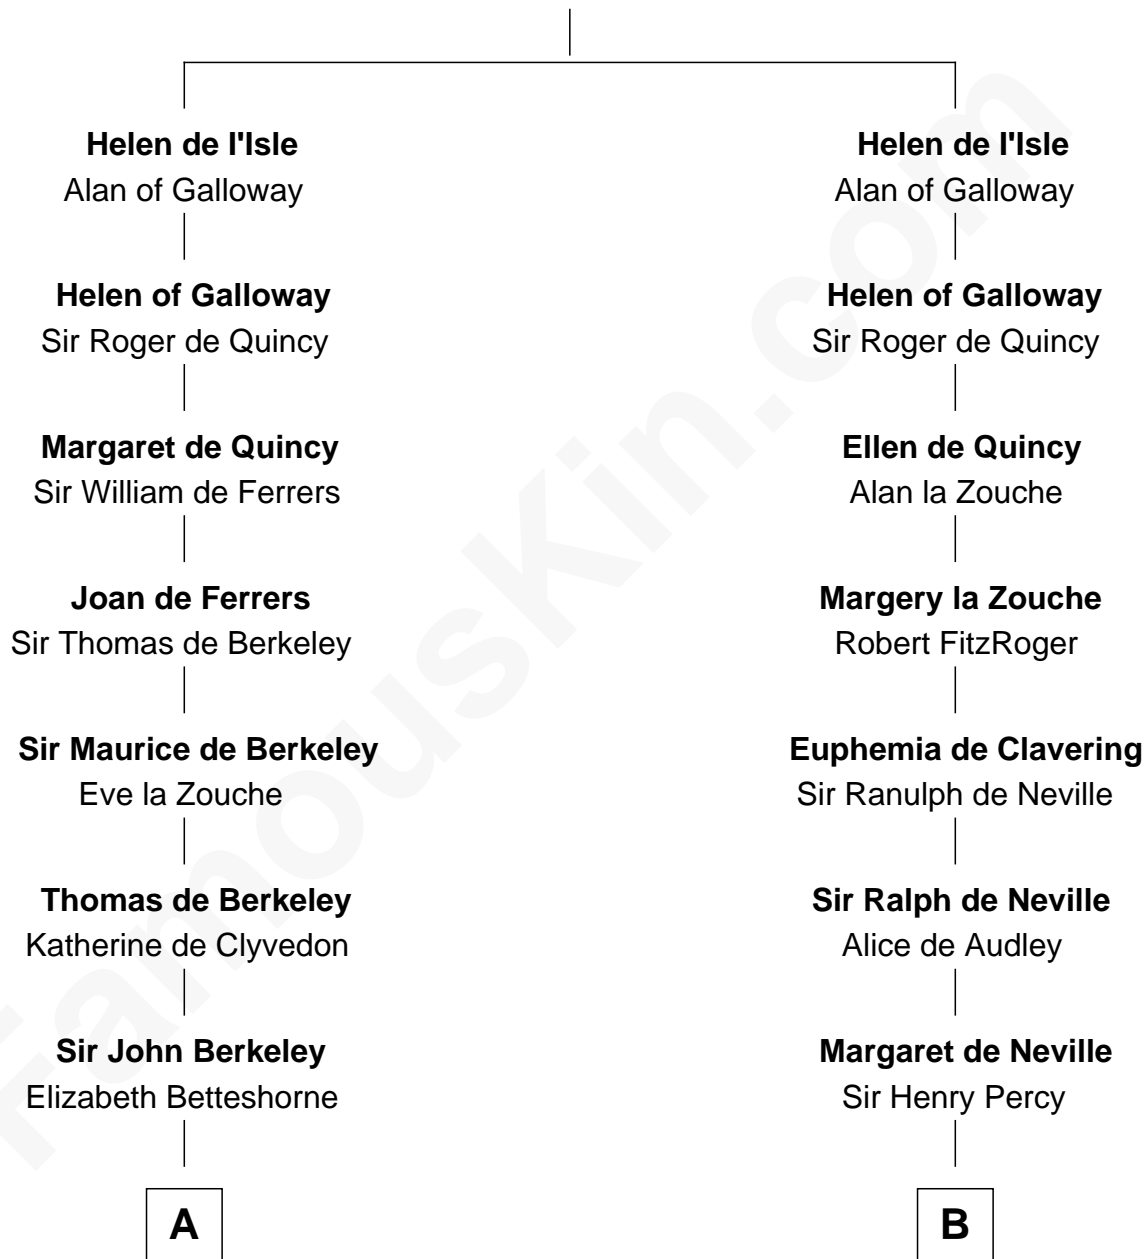 Helen de l'Isle
Alan of Galloway
Helen of Galloway
Sir Roger de Quincy
Margaret de Quincy
Sir William de Ferrers
Joan de Ferrers
Sir Thomas de Berkeley
Sir Maurice de Berkeley
Eve la Zouche
Thomas de Berkeley
Katherine de Clyvedon
Sir John Berkeley
Elizabeth Betteshorne
A
Helen de l'Isle
Alan of Galloway
Helen of Galloway
Sir Roger de Quincy
Ellen de Quincy
Alan la Zouche
Margery la Zouche
Robert FitzRoger
Euphemia de Clavering
Sir Ranulph de Neville
Sir Ralph de Neville
Alice de Audley
Margaret de Neville
Sir Henry Percy
B
FamousKin.com